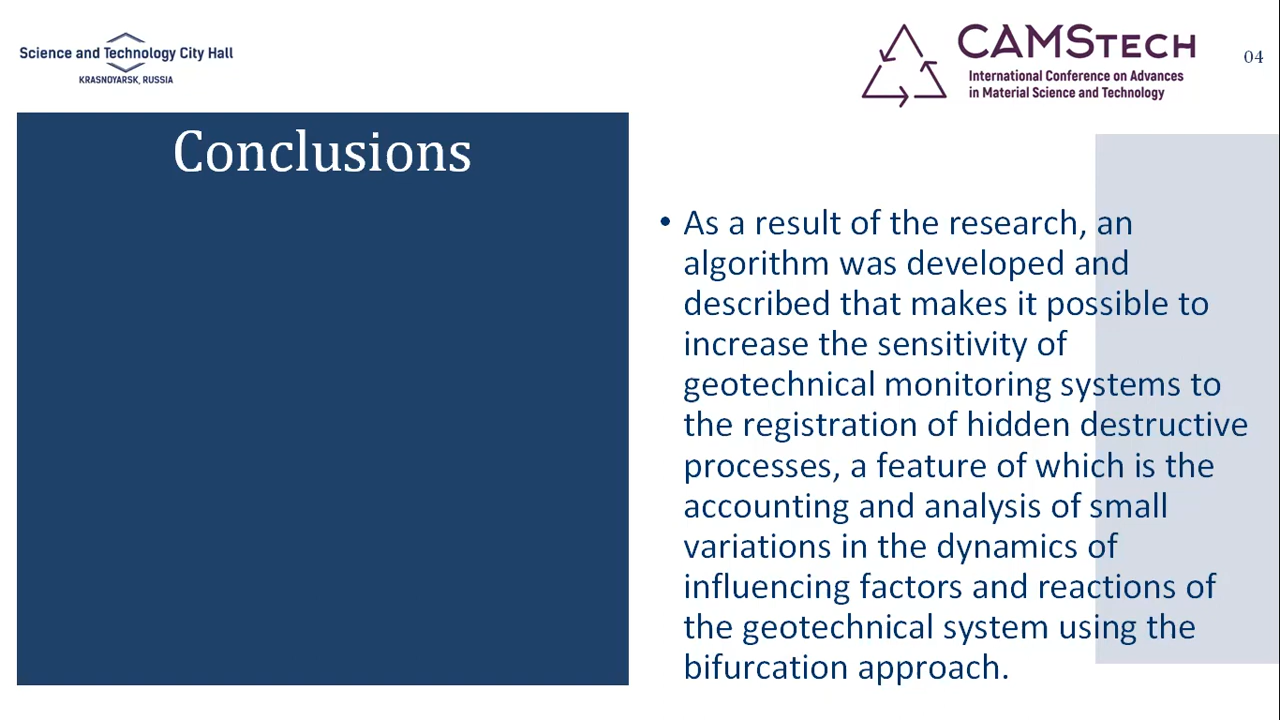 Science and Technology City Hall
KRASNOYARSK, RUSSIA
CAMSTECH
International Conference on Advances
in Material Science and Technology
04
Conclusions
• As a result of the research, an
algorithm was developed and
described that makes it possible to
increase the sensitivity of
geotechnical monitoring systems to
the registration of hidden destructive
processes, a feature of which is the
accounting and analysis of small
variations in the dynamics of
influencing factors and reactions of
the geotechnical system using the
bifurcation approach.